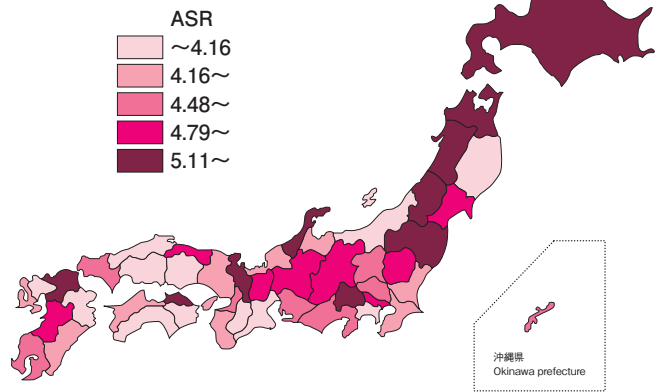 ASR
～4.16
4.16～
4.48～
4.79～
5.11～
沖縄県
Okinawa prefecture